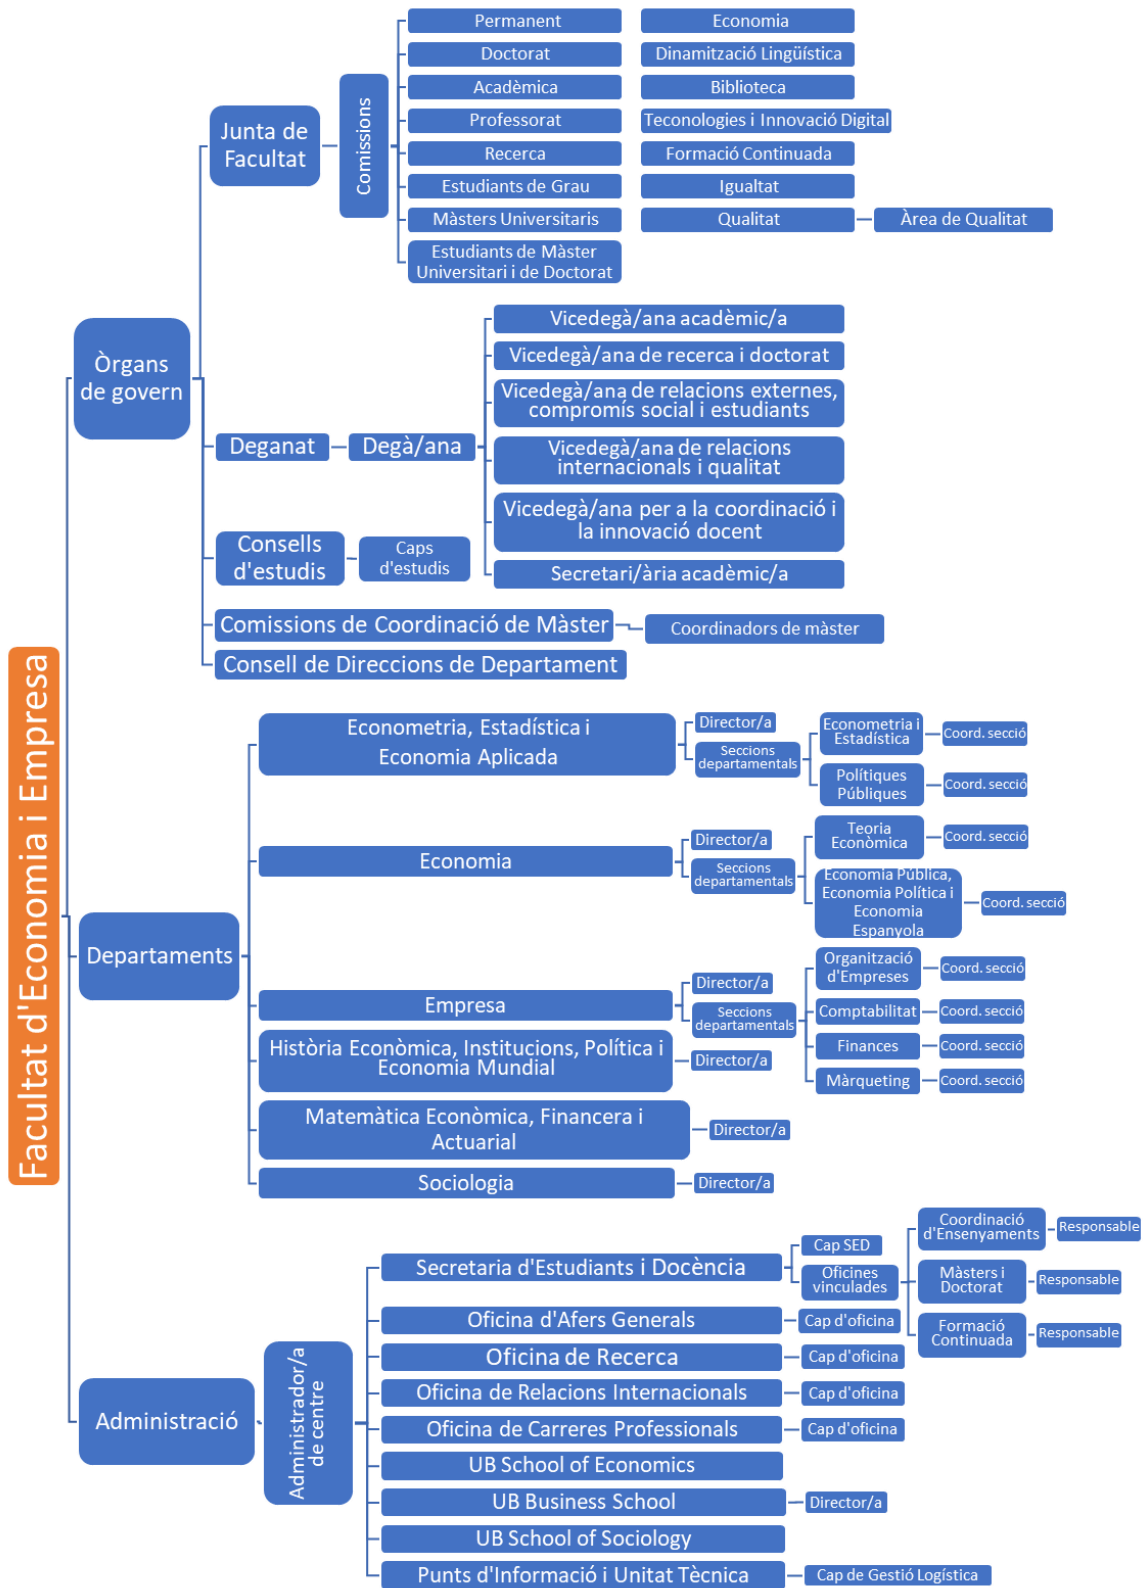 Facultat d'Economia i Empresa
Òrgans
de govern
Junta de
Facultat
Comissions
Permanent
Doctorat
Acadèmica
Professorat
Recerca
Estudiants de Grau
Màsters Universitaris
Estudiants de Màster
Universitari i de Doctorat
Economia
Dinamització Lingüística
Biblioteca
Teconologies i Innovació Digital
Formació Continuada
Igualtat
Qualitat
Àrea de Qualitat
Deganat
Degà/ana
Vicedegà/ana acadèmic/a
Vicedegà/ana de recerca i doctorat
Vicedegà/ana de relacions externes,
compromís social i estudiants
Vicedegà/ana de relacions
internacionals i qualitat
Vicedegà/ana per a la coordinació i
la innovació docent
Secretari/ària acadèmic/a
Consells
d'estudis
Caps
d'estudis
Comissions de Coordinació de Màster
Coordinadors de màster
Consell de Direccions de Departament
Departaments
Econometria, Estadística i
Economia Aplicada
Director/a
Seccions
departamentals
Econometria i
Estadística
Coord. secció
Polítiques
Públiques
Coord. secció
Economia
Director/a
Seccions
departamentals
Teoria
Econòmica
Coord. secció
Economia Pública,
Economia Política i
Economia
Espanyola
Coord. secció
Empresa
Director/a
Seccions
departamentals
Organització
d'Empreses
Coord. secció
Comptabilitat
Coord. secció
Finances
Coord. secció
Màrqueting
Coord. secció
Història Econòmica, Institucions, Política i
Economia Mundial
Director/a
Matemàtica Econòmica, Financera i
Actuarial
Director/a
Sociologia
Director/a
Administració
Administrador/a
de centre
Secretaria d'Estudiants i Docència
Cap SED
Oficines
vinculades
Coordinació
d'Ensenyaments
Responsable
Màsters i
Doctorat
Responsable
Formació
Continuada
Responsable
Oficina d'Afers Generals
Cap d'oficina
Oficina de Recerca
Cap d'oficina
Oficina de Relacions Internacionals
Cap d'oficina
Oficina de Carreres Professionals
Cap d'oficina
UB School of Economics
UB Business School
Director/a
UB School of Sociology
Punts d'Informació i Unitat Tècnica
Cap de Gestió Logística